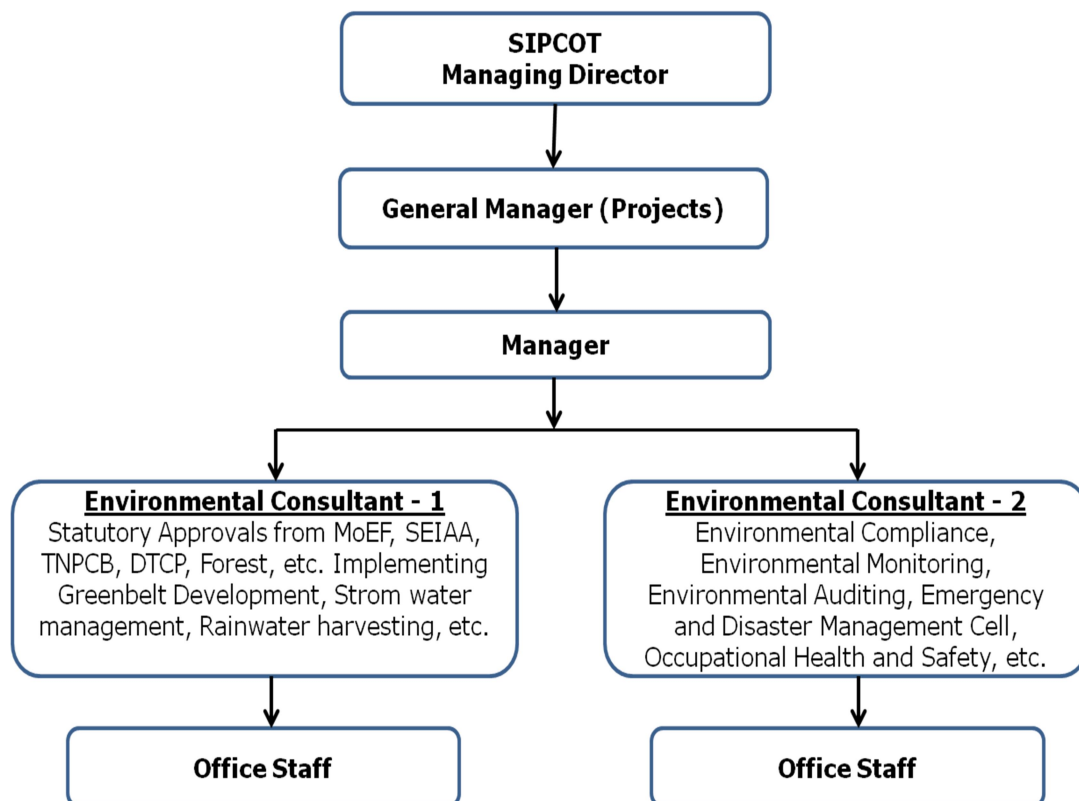 SIPCOT
Managing Director
General Manager (Projects)
Manager
Environmental Consultant - 1
Statutory Approvals from MoEF, SEIAA,
TNPCB, DTCP, Forest, etc. Implementing
Greenbelt Development, Strom water
management, Rainwater harvesting, etc.
Environmental Consultant - 2
Environmental Compliance,
Environmental Monitoring,
Environmental Auditing, Emergency
and Disaster Management Cell,
Occupational Health and Safety, etc.
Office Staff
Office Staff